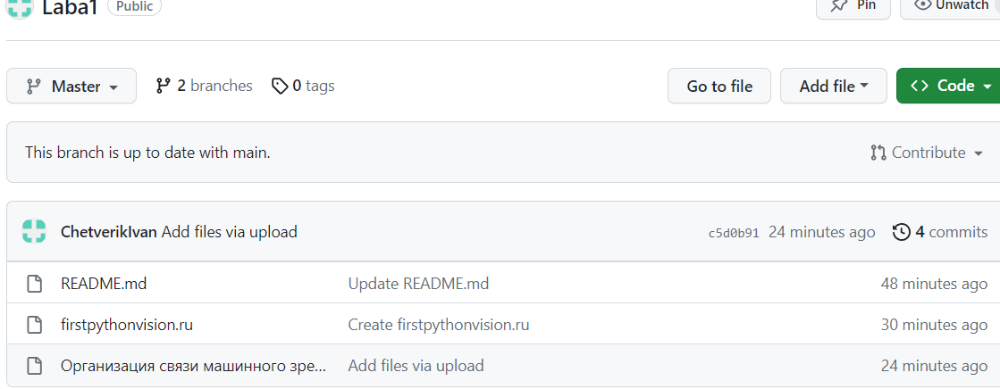 Laba1 Public Pin Unwatch
Master 2 branches 0 tags Go to file Add file Code
This branch is up to date with main. Contribute
ChetverikIvan Add files via upload c5d0b91 24 minutes ago 4 commits
README.md Update README.md 48 minutes ago
firstpythonvision.ru Create firstpythonvision.ru 30 minutes ago
Организация связи машинного зре... Add files via upload 24 minutes ago